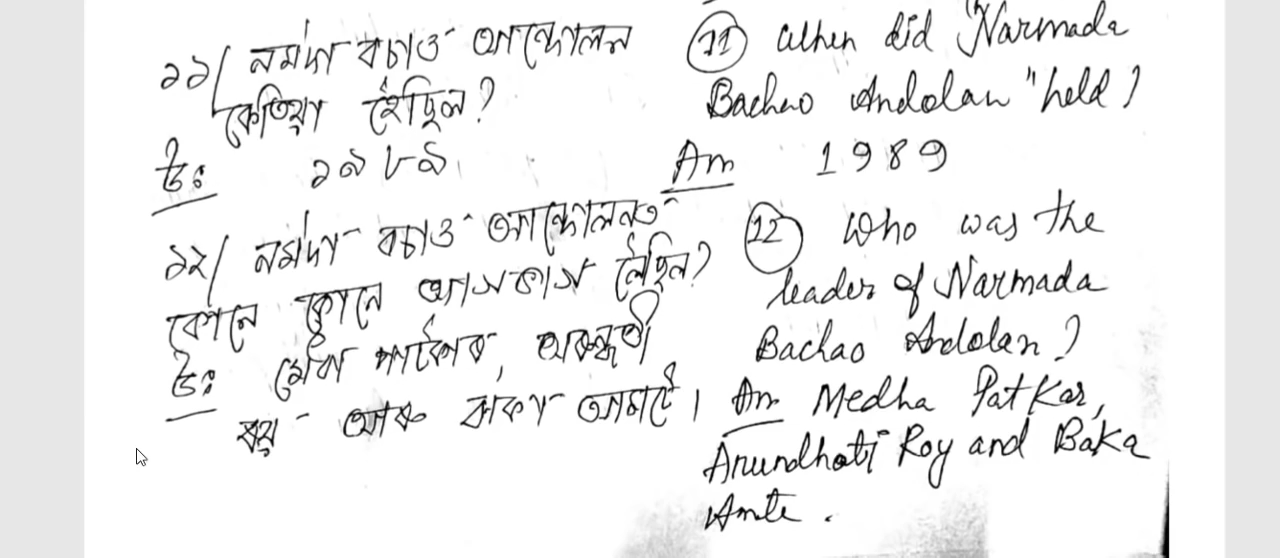 ১১/ নৰ্মদা বচাও আন্দোলন
কেতিয়া হৈছিল?
উঃ ১৯৮৯
১২/ নৰ্মদা বচাও আন্দোলনত
কোনে কোনে লৈছিল?
উঃ মেধা পাটেকাৰ, অৰুন্ধতী
ৰয় আৰু বাবা আমটে।
11 When did Narmada
Bachao Andolan "held?
Ans 1989
12 Who was the
leader of Narmada
Bachao Andolan?
Ans Medha Patkar,
Arundhati Roy and Baka
Amte.